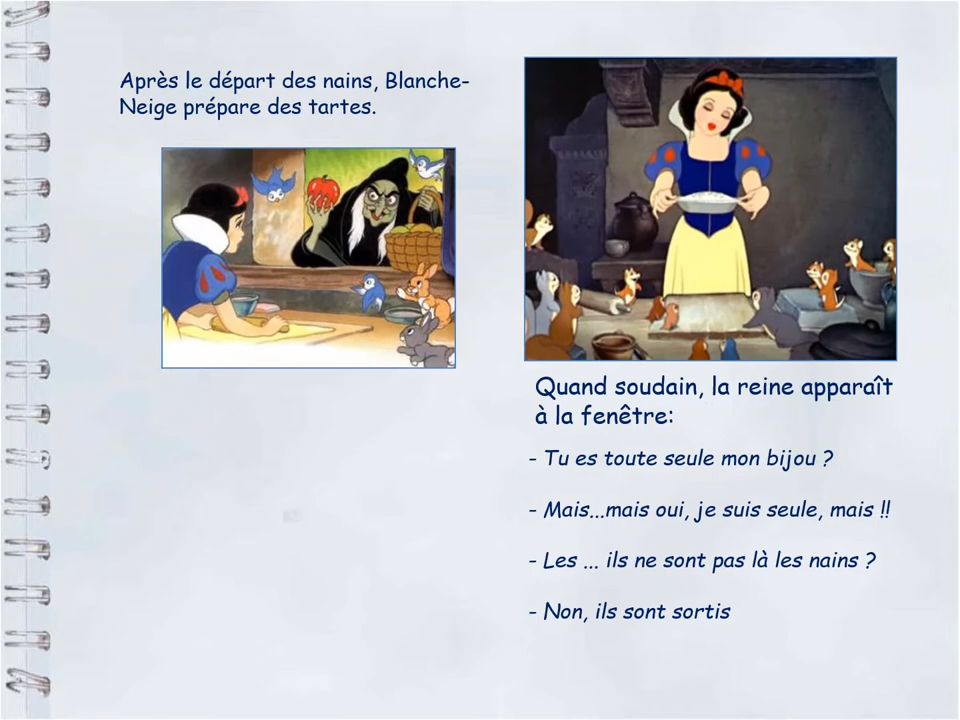 Après le départ des nains, Blanche-
Neige prépare des tartes.
Quand soudain, la reine apparaît
à la fenêtre:
- Tu es toute seule mon bijou ?
- Mais...mais oui, je suis seule, mais !!
- Les ... ils ne sont pas là les nains ?
- Non, ils sont sortis